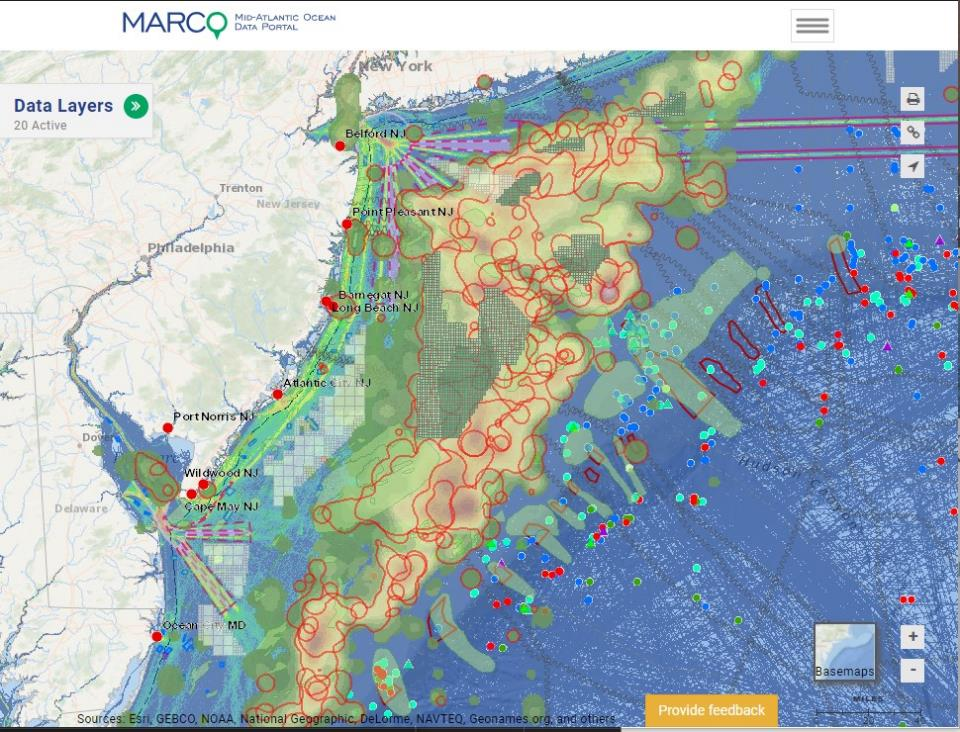 MARCO
MID-ATLANTIC OCEAN
DATA PORTAL
New York
Data Layers
20 Active
Belford NJ
Trenton
New Jersey
Point Pleasant NJ
Philadelphia
Barnegat NJ
Long Beach NJ
Atlantic City NJ
Port Norris NJ
Dover
Wildwood NJ
Cape May NJ
Delaware
Ocean City MD
+
Basemaps
-
MILES
Provide feedback
Sources: Esri, GEBCO, NOAA, National Geographic, DeLorme, NAVTEQ, Geonames.org, and others